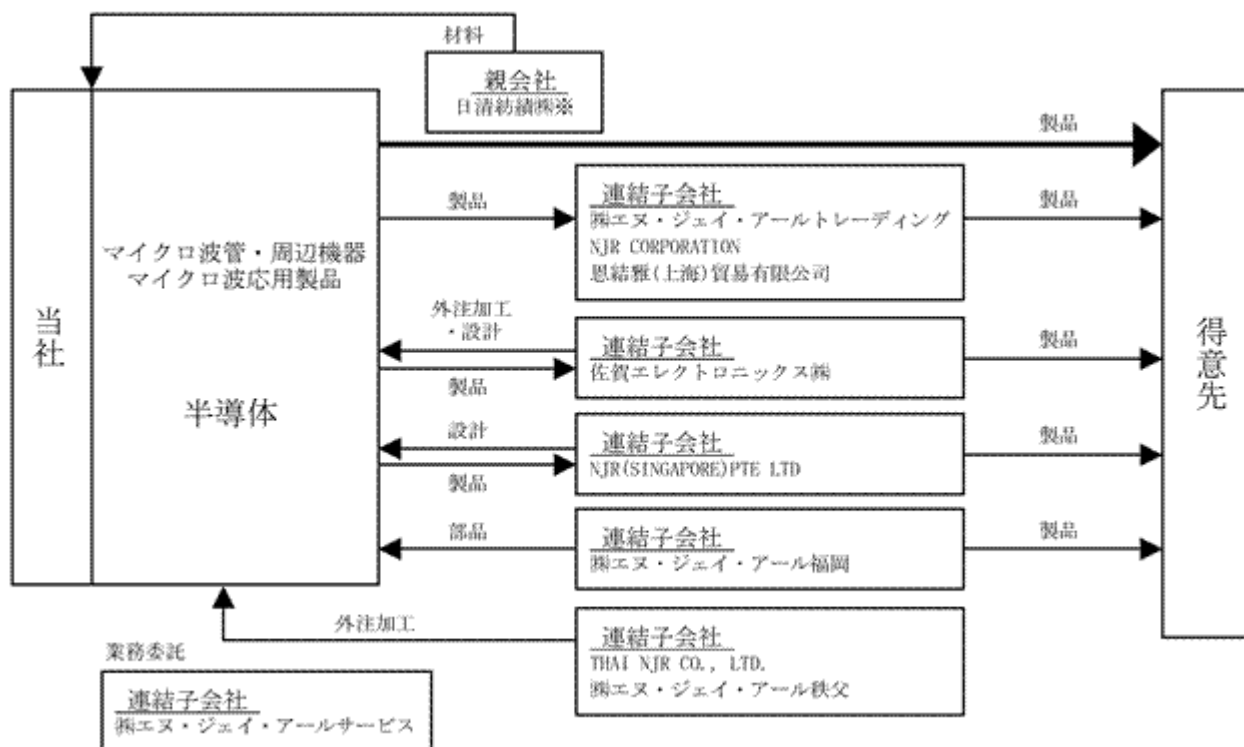 材料
親会社
日清紡績㈱※
製品
製品
連結子会社
㈱エヌ・ジェイ・アールトレーディング
NJR CORPORATION
恩結雅(上海)貿易有限公司
製品
当社
マイクロ波管・周辺機器
マイクロ波応用製品
半導体
外注加工
・設計
製品
連結子会社
佐賀エレクトロニックス㈱
製品
得意先
設計
製品
連結子会社
NJR(SINGAPORE)PTE LTD
製品
部品
連結子会社
㈱エヌ・ジェイ・アール福岡
製品
外注加工
連結子会社
THAI NJR CO., LTD.
㈱エヌ・ジェイ・アール秩父
業務委託
連結子会社
㈱エヌ・ジェイ・アールサービス